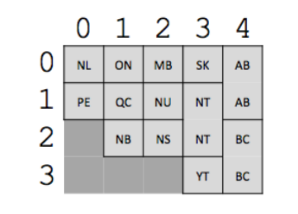 0 1 2 3 4
0 NL ON MB SK AB
1 PE QC NU NT AB
2 NB NS NT BC
3 YT BC